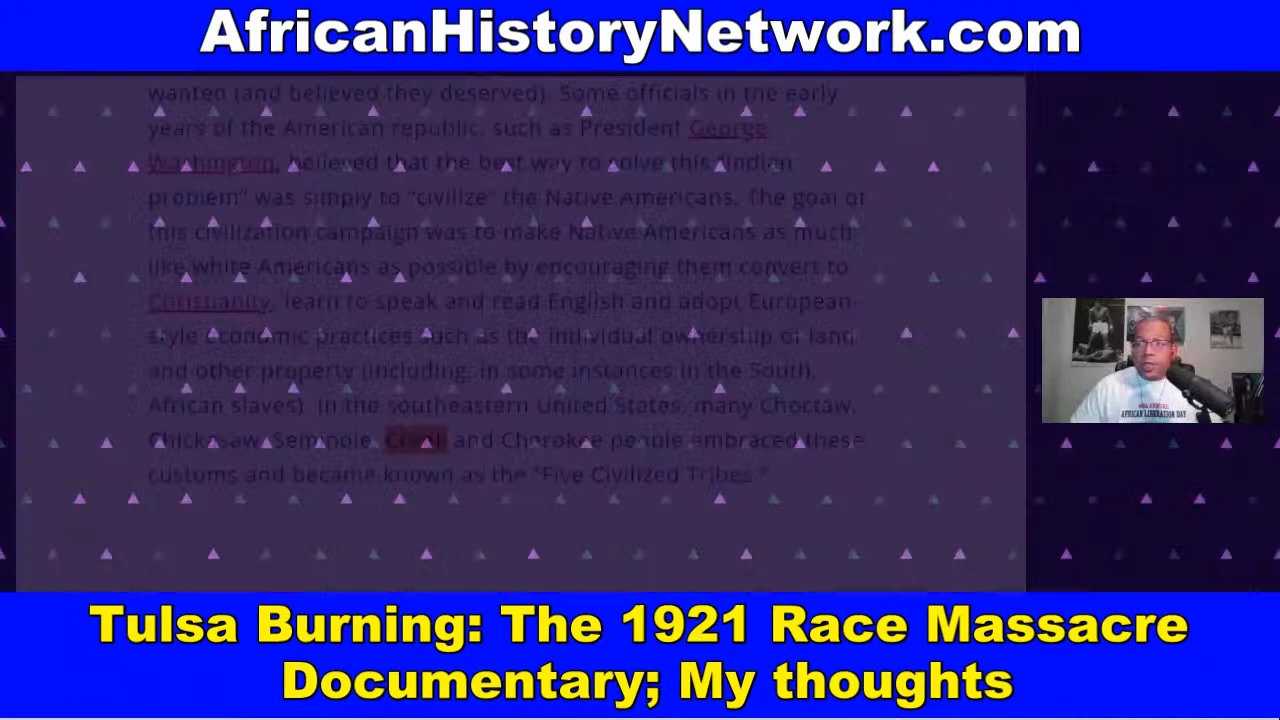 AfricanHistoryNetwork.com
wanted (and believed they deserved). Some officials in the early
years of the American republic, such as President George
Washington, believed that the best way to solve this "Indian
problem" was simply to "civilize" the Native Americans. The goal of
this civilization campaign was to make Native Americans as much
like white Americans as possible by encouraging them convert to
Christianity, learn to speak and read English and adopt European-
style economic practices such as the individual ownership of land
and other property (including, in some instances in the South,
African slaves). In the southeastern United States, many Choctaw,
Chickasaw, Seminole, Creek and Cherokee people embraced these
customs and became known as the "Five Civilized Tribes."
AFRICAN LIBERATION DAY
Tulsa Burning: The 1921 Race Massacre
Documentary; My thoughts